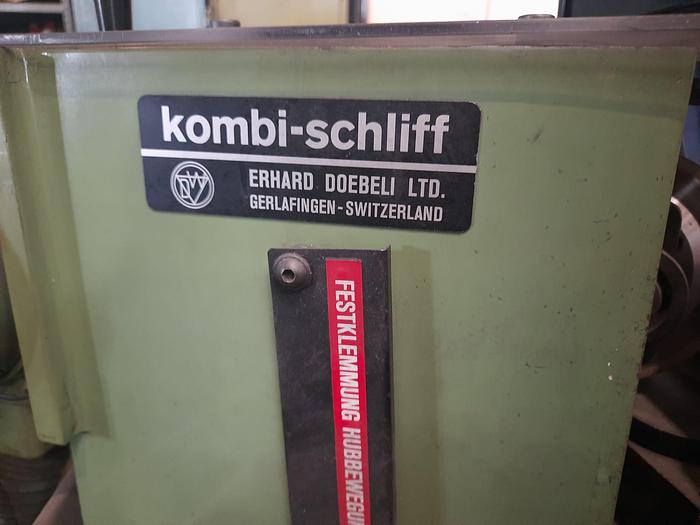 kombi-schliff
ERHARD DOEBELI LTD.
GERLAFINGEN-SWITZERLAND
FESTKLEMMUNG